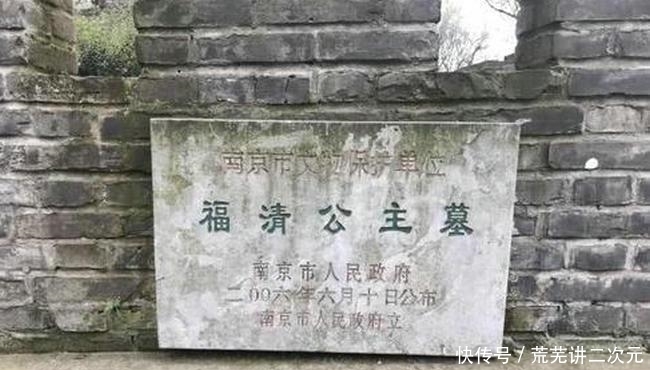 南京市文物保护单位
福清公主墓
南京市人民政府
二〇〇六年六月十日公布
南京市人民政府立
快传号 / 荒芜讲二次元